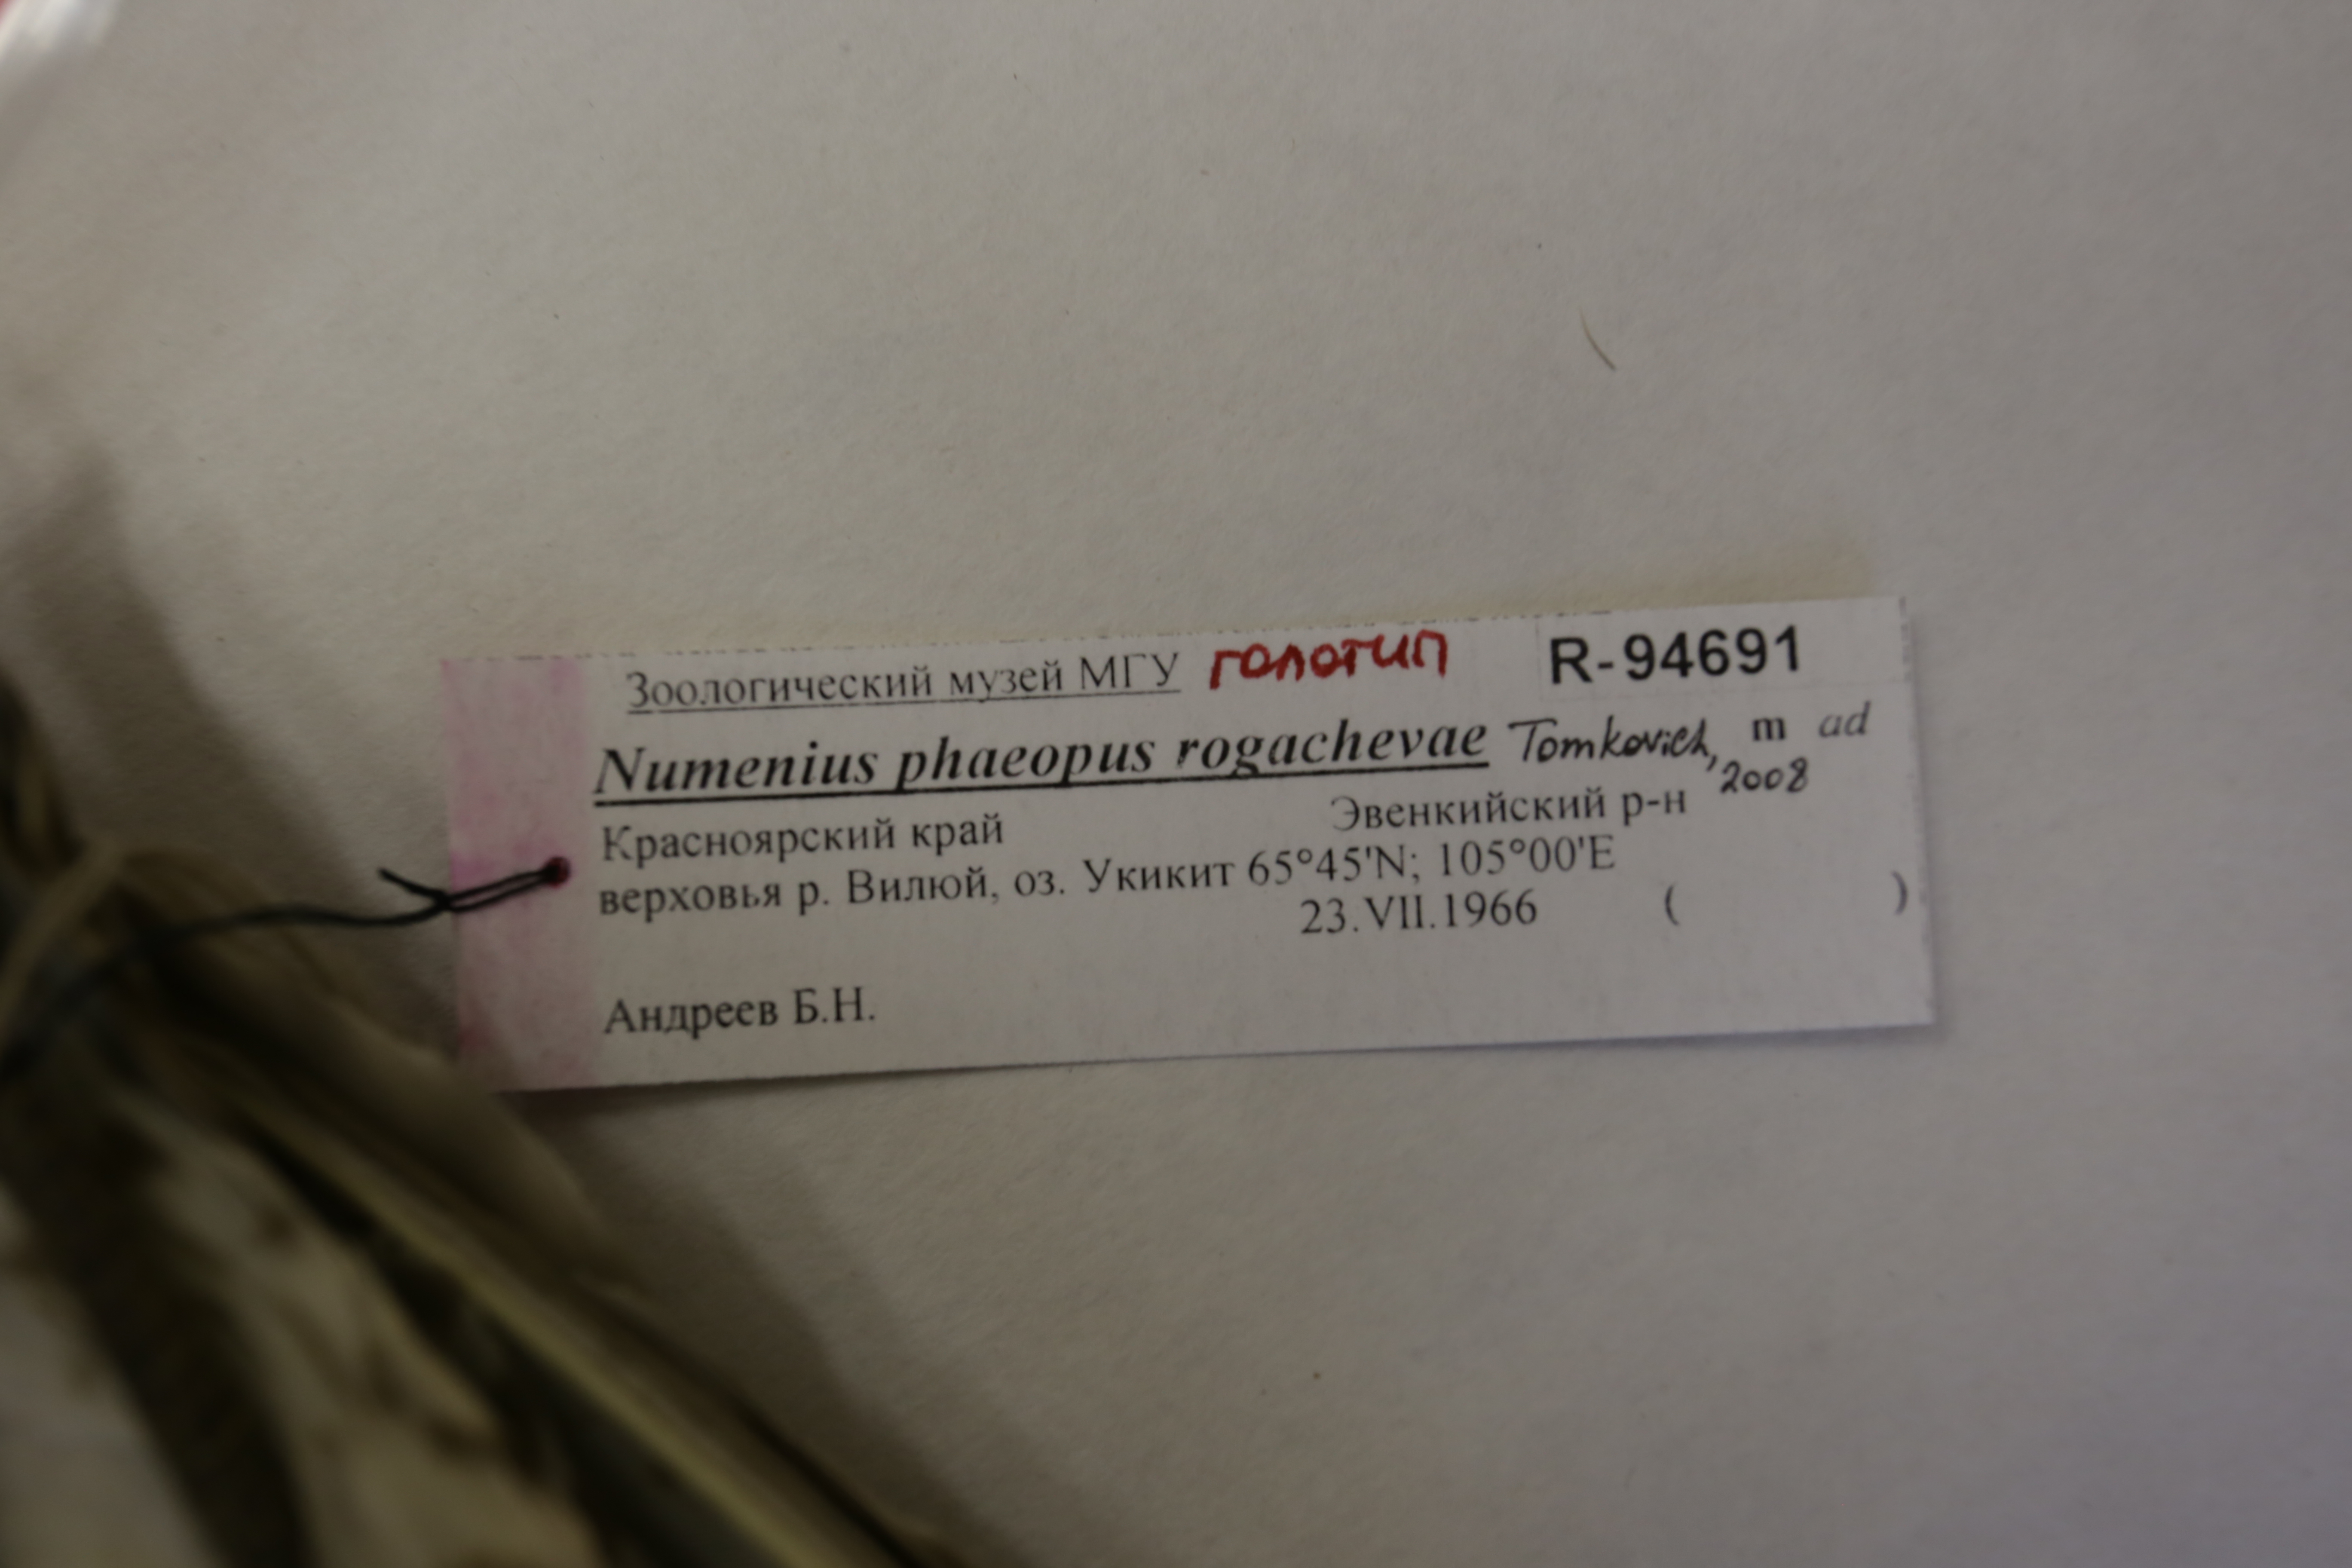 Зоологический музей МГУ голотип R-94691
Numenius phaeopus rogachevae Tomkovich, m ad
2008
Красноярский край Эвенкийский р-н
верховья р. Вилюй, оз. Укикит 65°45'N; 105°00'E
23.VII.1966 ( )
Андреев Б.Н.